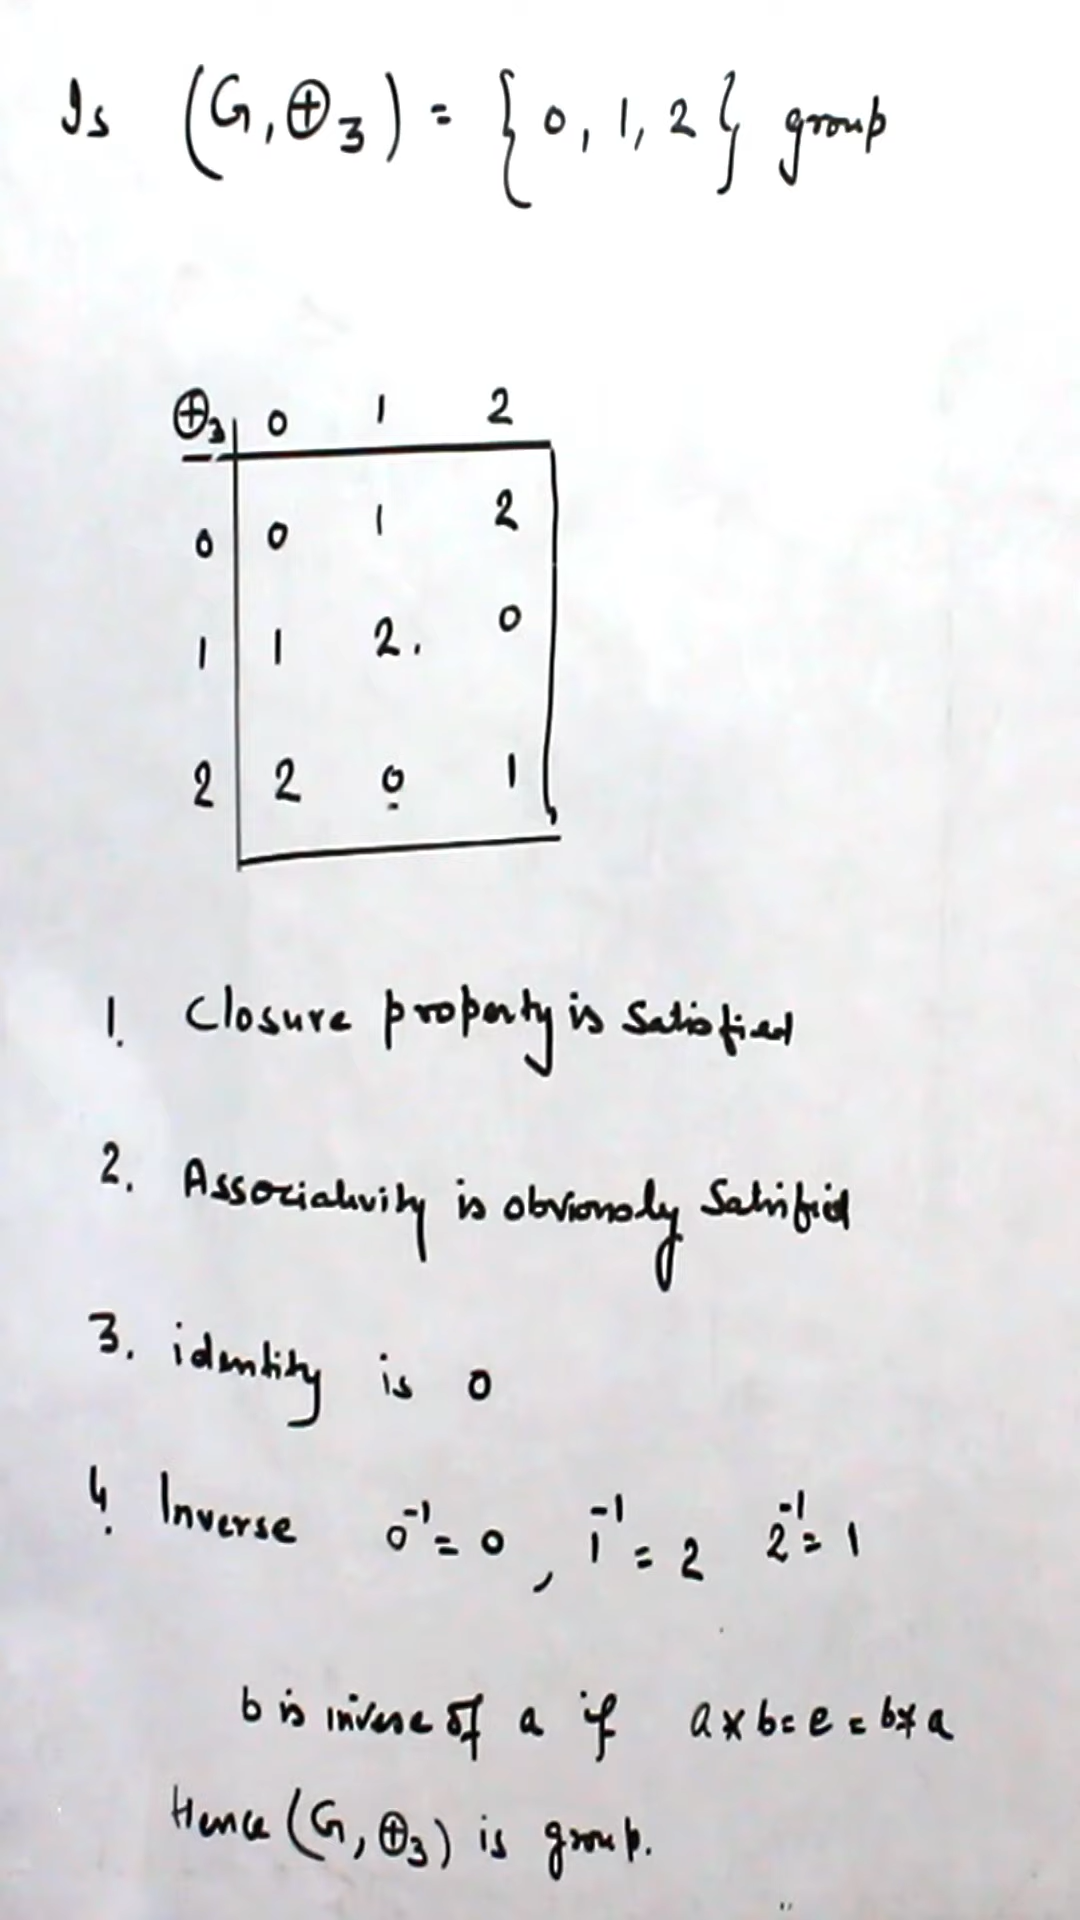 Is (G, ⊕₃) = {0, 1, 2} group
⊕₃ 0 1 2
0 0 1 2
1 1 2. 0
2 2 0 1
1. Closure property is satisfied
2. Associativity is obviously satisfied
3. identity is 0
4. Inverse 0⁻¹ = 0, 1⁻¹ = 2 2⁻¹ = 1
b is inverse of a if a * b = e = b * a
Hence (G, ⊕₃) is group.